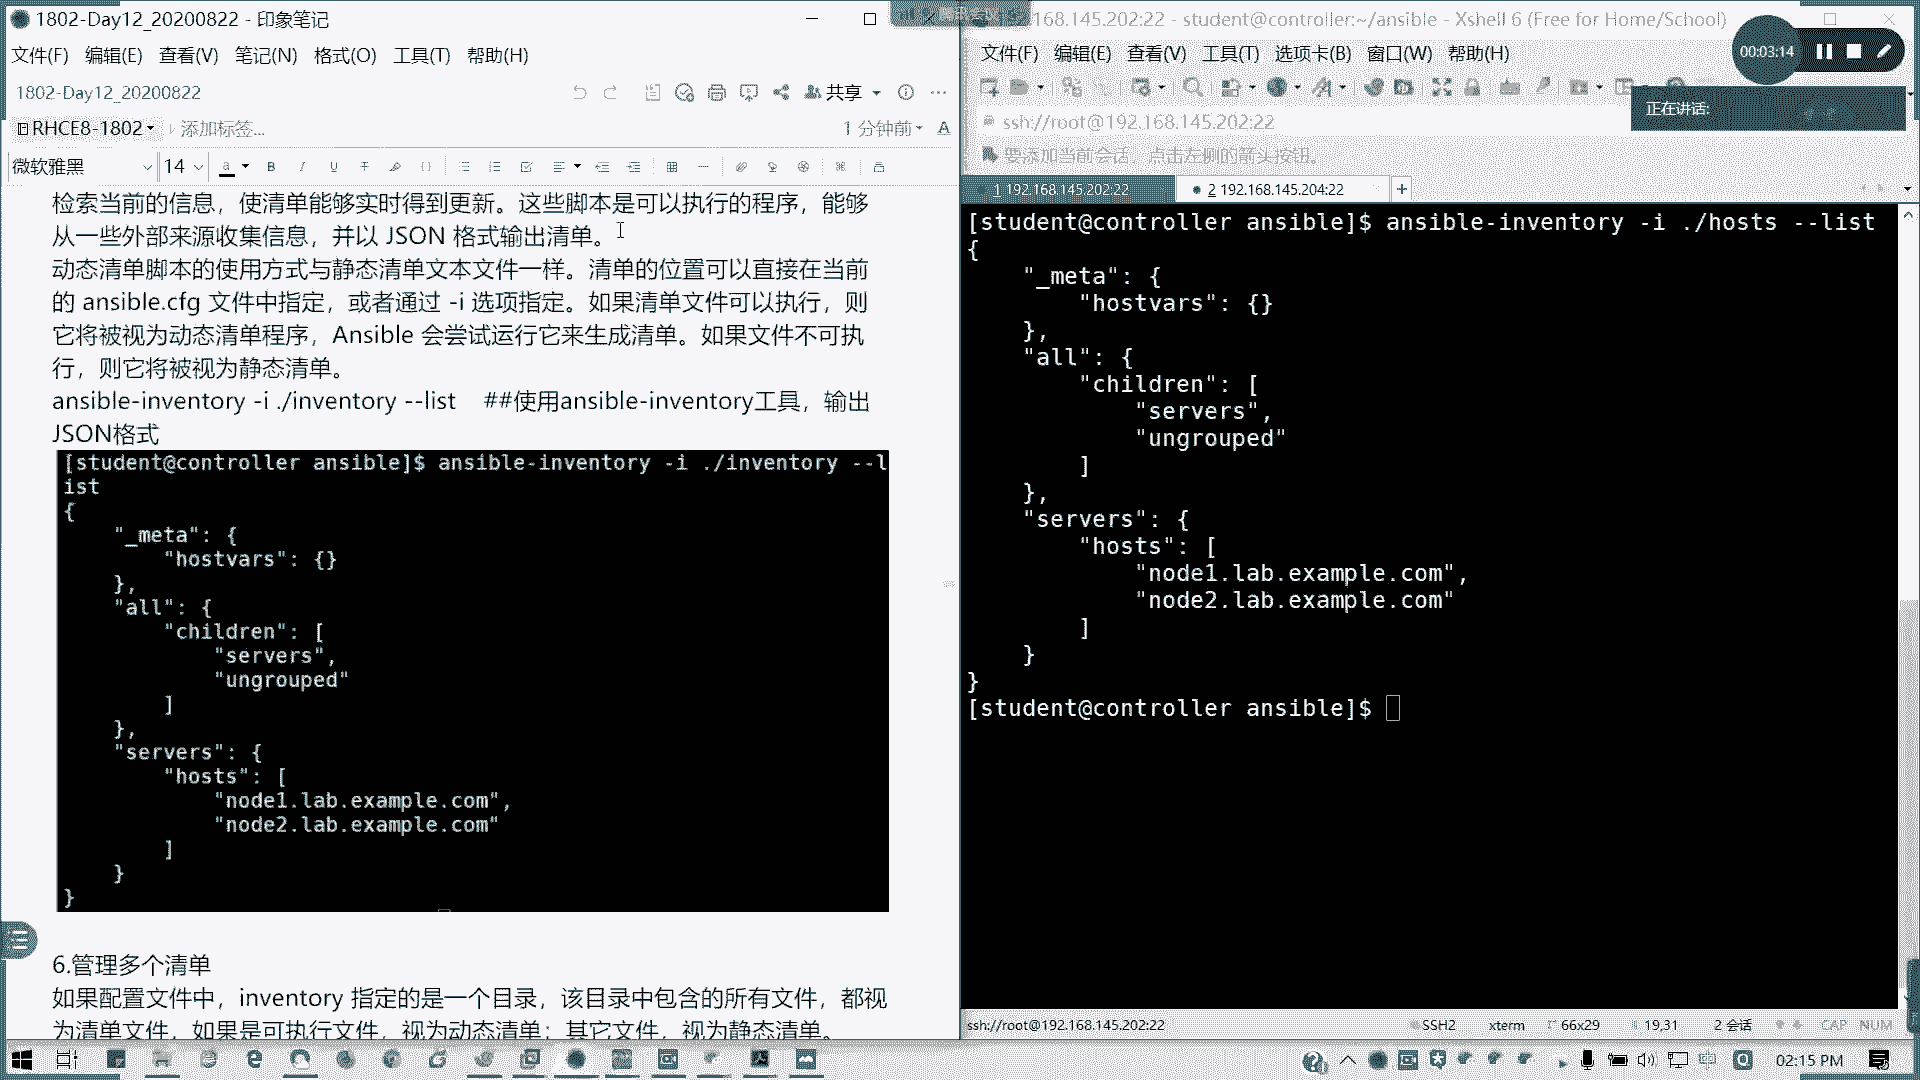 1802-Day12_20200822 - 印象笔记
文件(F) 编辑(E) 查看(V) 笔记(N) 格式(O) 工具(T) 帮助(H)
1802-Day12_20200822
共享
RHCE8-1802 添加标签...
1 分钟前
微软雅黑 14
检索当前的信息，使清单能够实时得到更新。这些脚本是可以执行的程序，能够
从一些外部来源收集信息，并以 JSON 格式输出清单。
动态清单脚本的使用方式与静态清单文本文件一样。清单的位置可以直接在当前
的 ansible.cfg 文件中指定，或者通过 -i 选项指定。如果清单文件可以执行，则
它将被视为动态清单程序，Ansible 会尝试运行它来生成清单。如果文件不可执
行，则它将被视为静态清单。
ansible-inventory -i ./inventory --list ##使用ansible-inventory工具，输出
JSON格式
[student@controller ansible]$ ansible-inventory -i ./inventory --l
ist
{
"_meta": {
"hostvars": {}
},
"all": {
"children": [
"servers",
"ungrouped"
]
},
"servers": {
"hosts": [
"node1.lab.example.com",
"node2.lab.example.com"
]
}
}
6.管理多个清单
如果配置文件中，inventory 指定的是一个目录，该目录中包含的所有文件，都视
为清单文件，如果是可执行文件，视为动态清单；其它文件，视为静态清单。
168.145.202:22 - student@controller:~/ansible - Xshell 6 (Free for Home/School)
文件(F) 编辑(E) 查看(V) 工具(T) 选项卡(B) 窗口(W) 帮助(H)
00:03:14
正在讲话:
ssh://root@192.168.145.202:22
要添加当前会话，点击左侧的箭头按钮。
1 192.168.145.202:22
2 192.168.145.204:22
[student@controller ansible]$ ansible-inventory -i ./hosts --list
{
"_meta": {
"hostvars": {}
},
"all": {
"children": [
"servers",
"ungrouped"
]
},
"servers": {
"hosts": [
"node1.lab.example.com",
"node2.lab.example.com"
]
}
}
[student@controller ansible]$
ssh://root@192.168.145.202:22
SSH2 xterm 66x29 19,31 2 会话 CAP NUM
02:15 PM